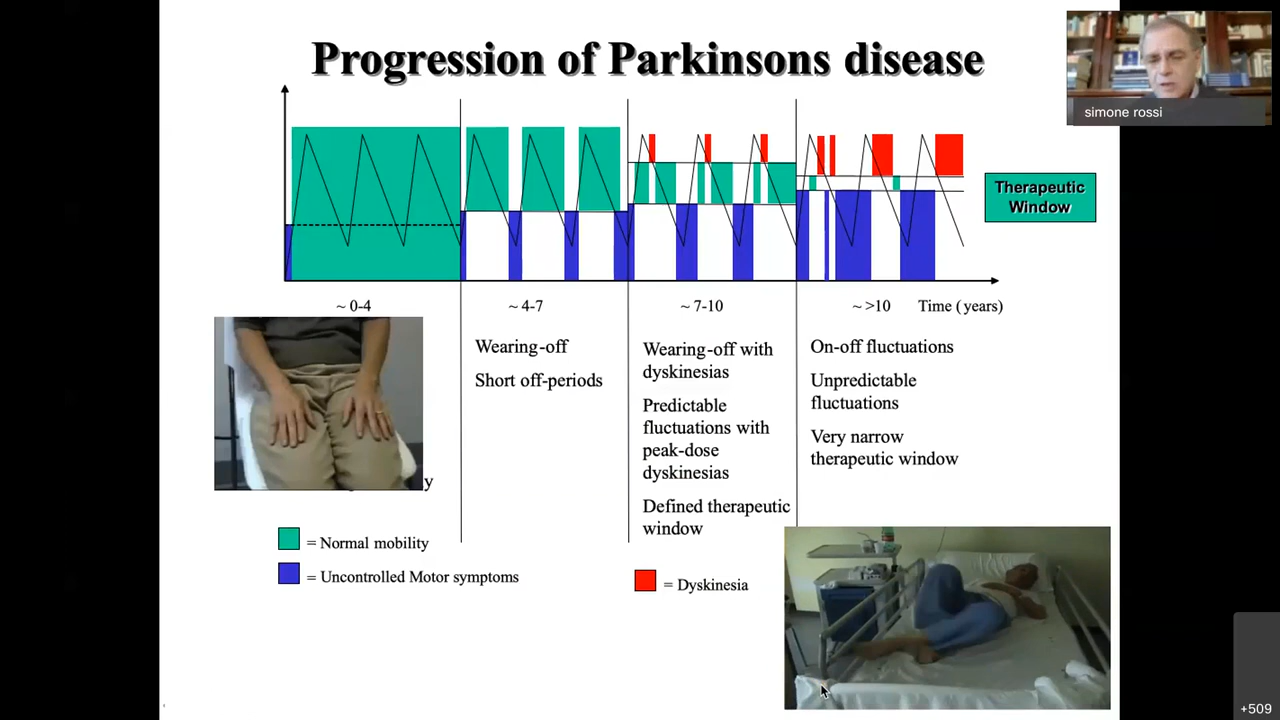 Progression of Parkinsons disease
simone rossi
Therapeutic
Window
~ 0-4
~ 4-7
~ 7-10
~ >10
Time ( years)
Wearing-off
Short off-periods
Wearing-off with
dyskinesias
Predictable
fluctuations with
peak-dose
dyskinesias
Defined therapeutic
window
On-off fluctuations
Unpredictable
fluctuations
Very narrow
therapeutic window
= Normal mobility
= Uncontrolled Motor symptoms
= Dyskinesia
+509